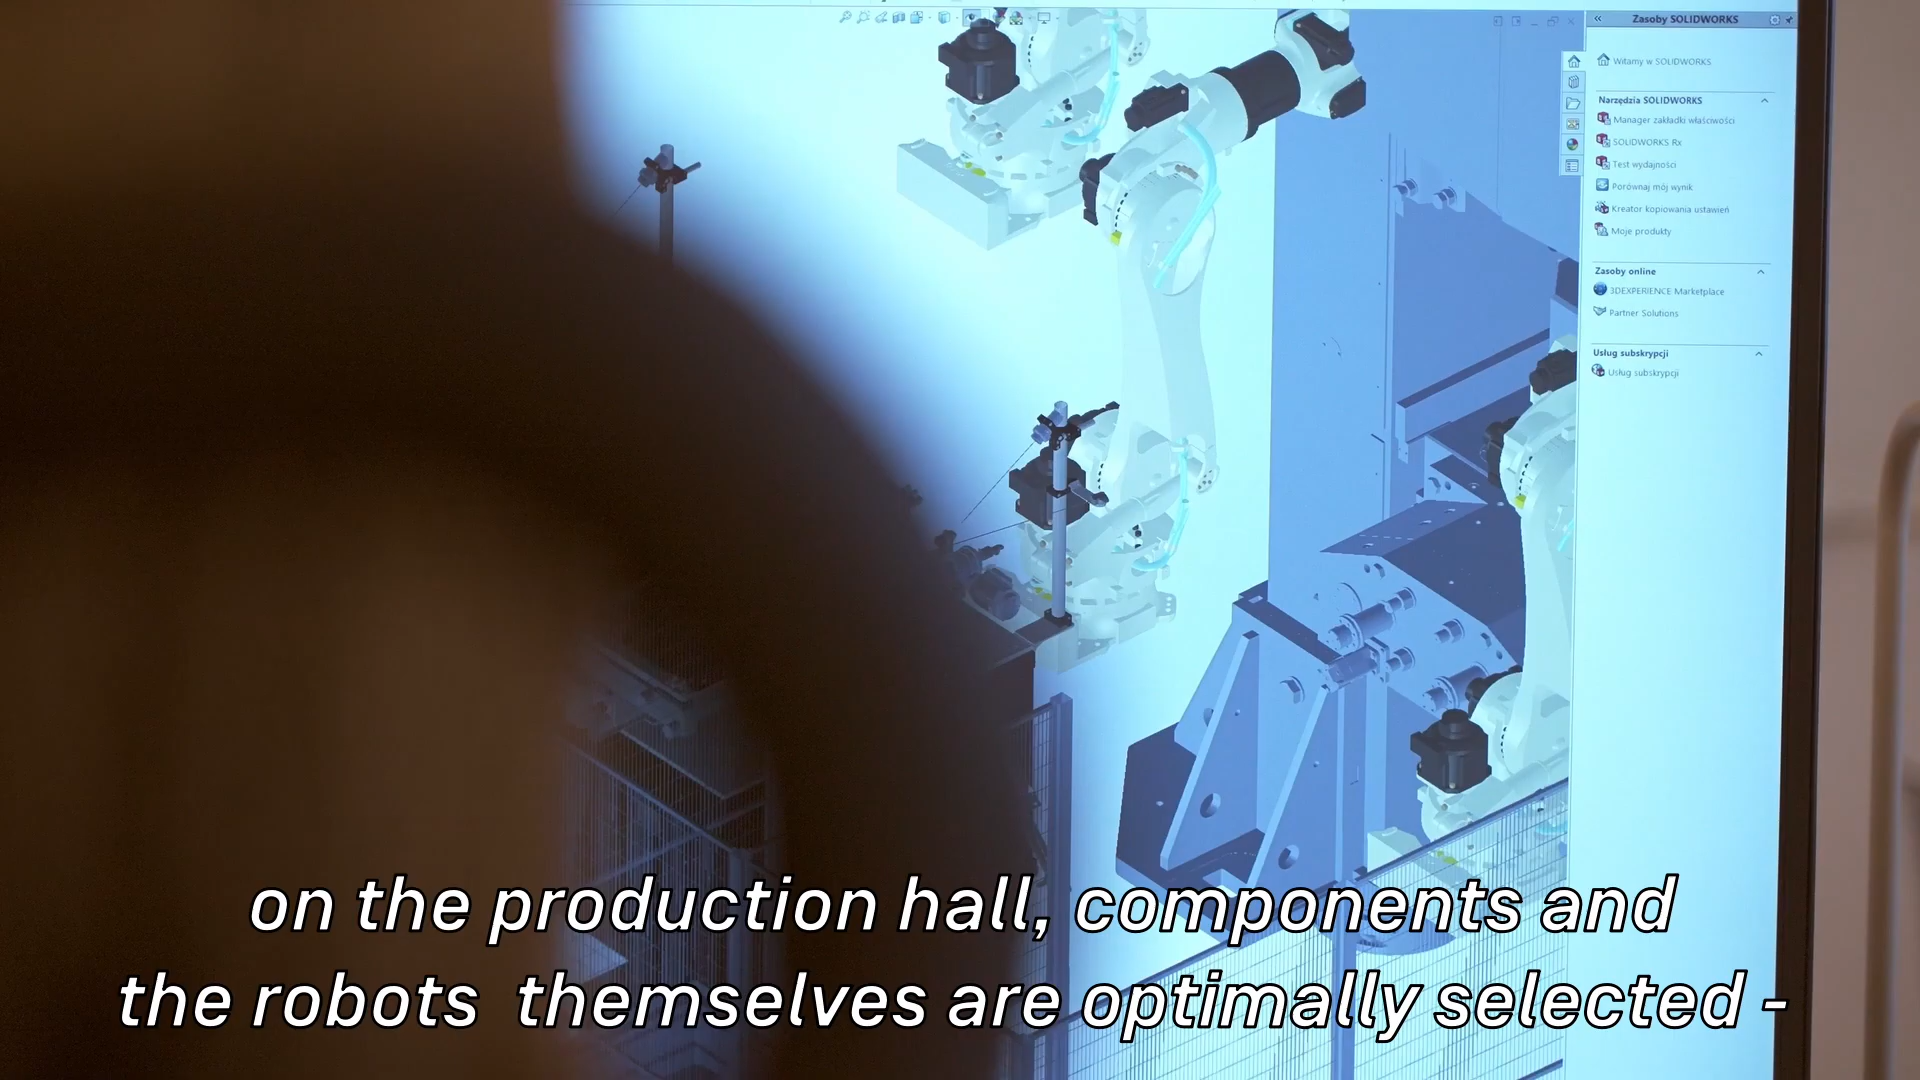 Zasoby SOLIDWORKS
Witamy w SOLIDWORKS
Narzędzia SOLIDWORKS
Manager zakładki właściwości
SOLIDWORKS Rx
Test wydajności
Porównaj mój wynik
Kreator kopiowania ustawień
Moje produkty
Zasoby online
3DEXPERIENCE Marketplace
Partner Solutions
Usług subskrypcji
Usług subskrypcji
on the production hall, components and
the robots themselves are optimally selected -